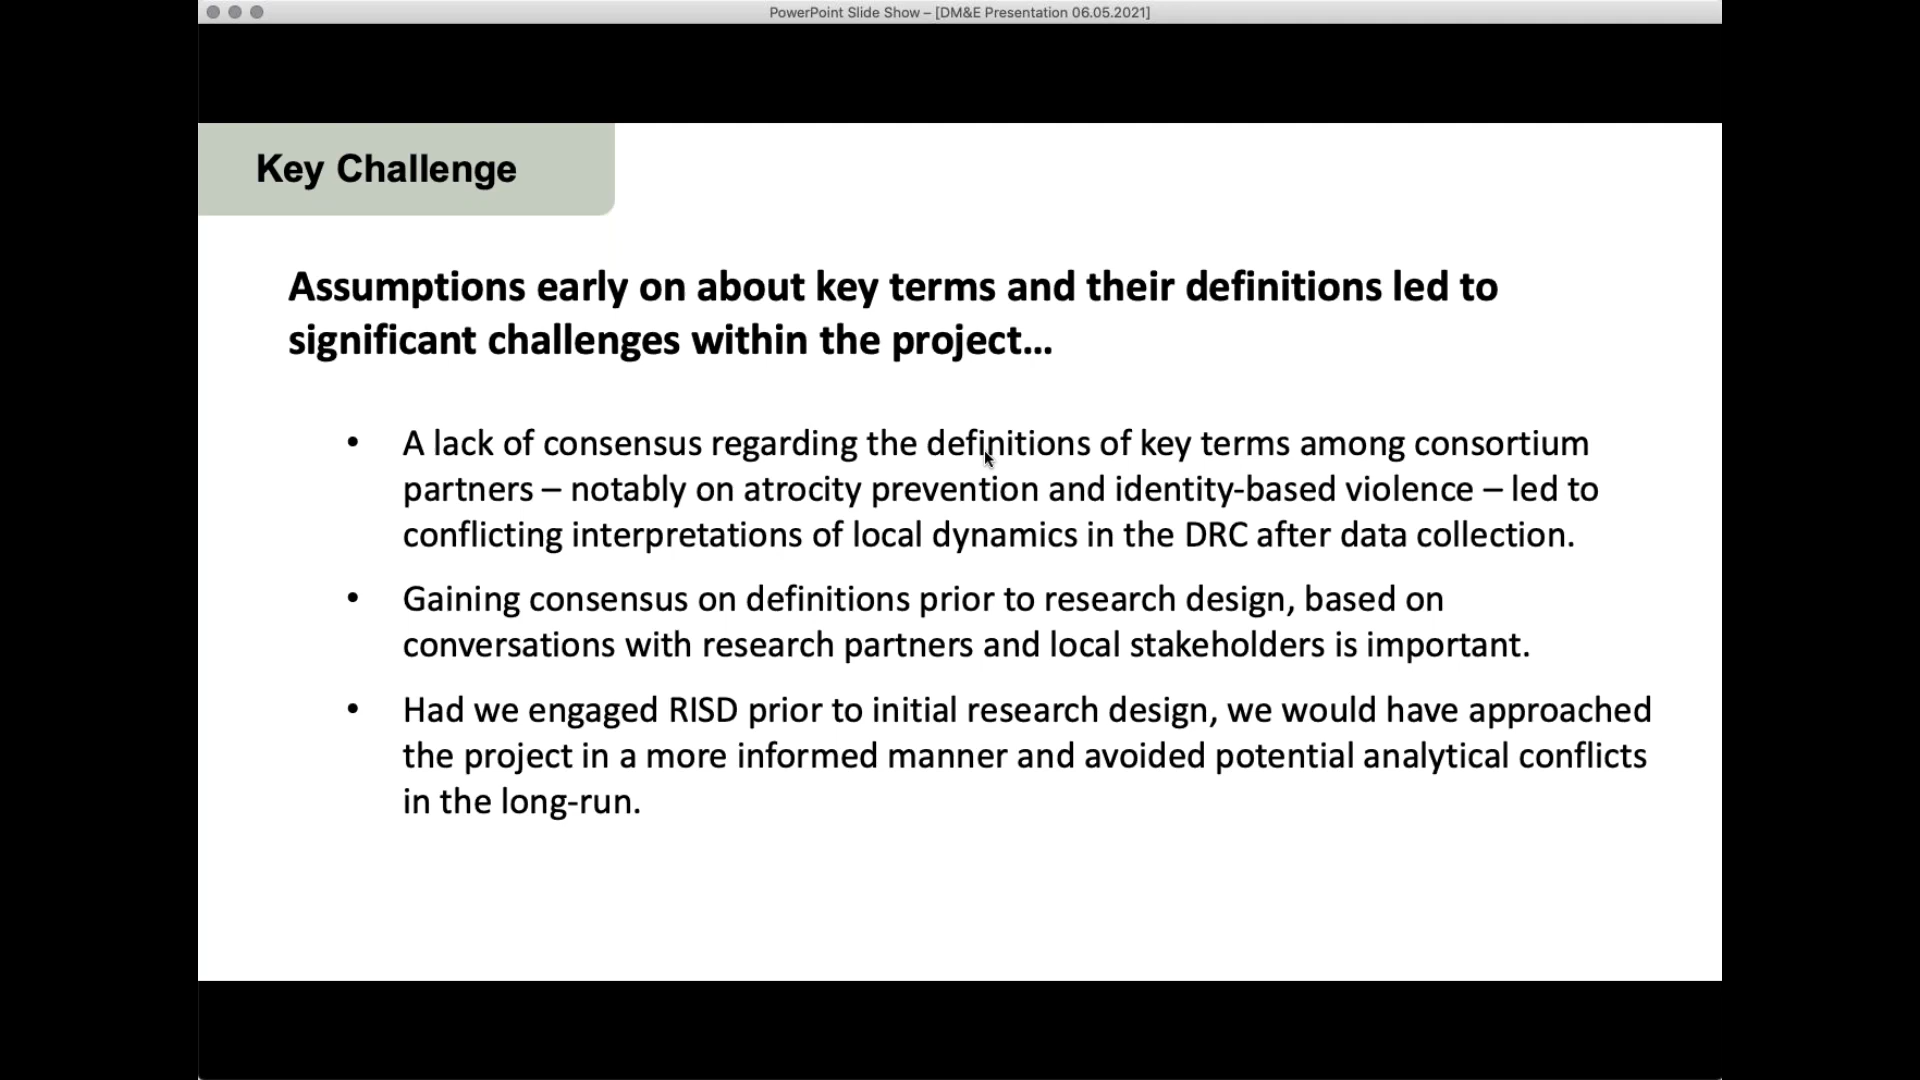 PowerPoint Slide Show – [DM&E Presentation 06.05.2021]
Key Challenge
Assumptions early on about key terms and their definitions led to
significant challenges within the project...
• A lack of consensus regarding the definitions of key terms among consortium
partners – notably on atrocity prevention and identity-based violence – led to
conflicting interpretations of local dynamics in the DRC after data collection.
• Gaining consensus on definitions prior to research design, based on
conversations with research partners and local stakeholders is important.
• Had we engaged RISD prior to initial research design, we would have approached
the project in a more informed manner and avoided potential analytical conflicts
in the long-run.